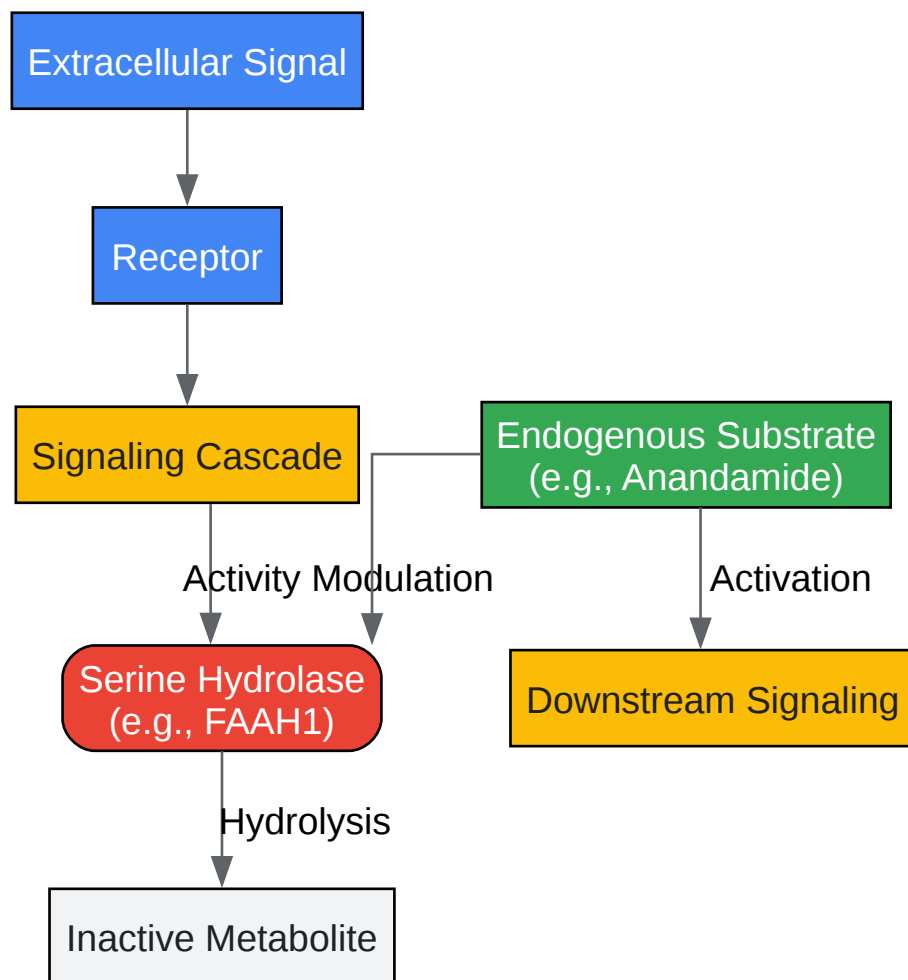 Extracellular Signal
Receptor
Signaling Cascade
Endogenous Substrate
(e.g., Anandamide)
Activity Modulation
Activation
Serine Hydrolase
(e.g., FAAH1)
Downstream Signaling
Hydrolysis
Inactive Metabolite